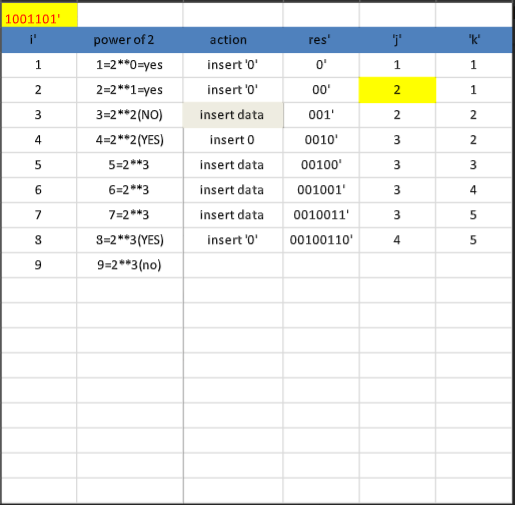 1001101'
i' power of 2 action res' 'j' 'k'
1 1=2**0=yes insert '0' 0' 1 1
2 2=2**1=yes insert '0' 00' 2 1
3 3=2**2(NO) insert data 001' 2 2
4 4=2**2(YES) insert 0 0010' 3 2
5 5=2**3 insert data 00100' 3 3
6 6=2**3 insert data 001001' 3 4
7 7=2**3 insert data 0010011' 3 5
8 8=2**3(YES) insert '0' 00100110' 4 5
9 9=2**3(no)